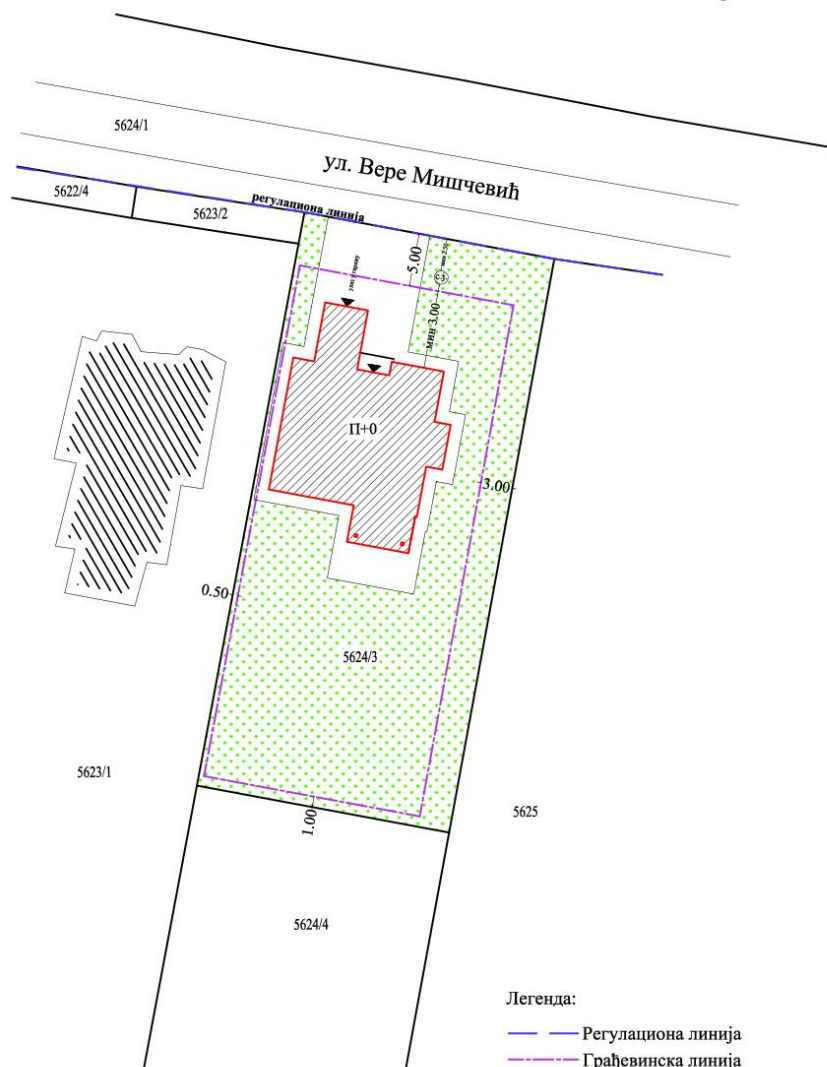 5624/1
ул. Вере Мишчевић
5622/4
5623/2
регулациона линија
5.00
мин 3.00
П+0
3.00
0.50
5624/3
5623/1
1.00
5625
5624/4
Легенда:
Регулациона линија
Грађевинска линија